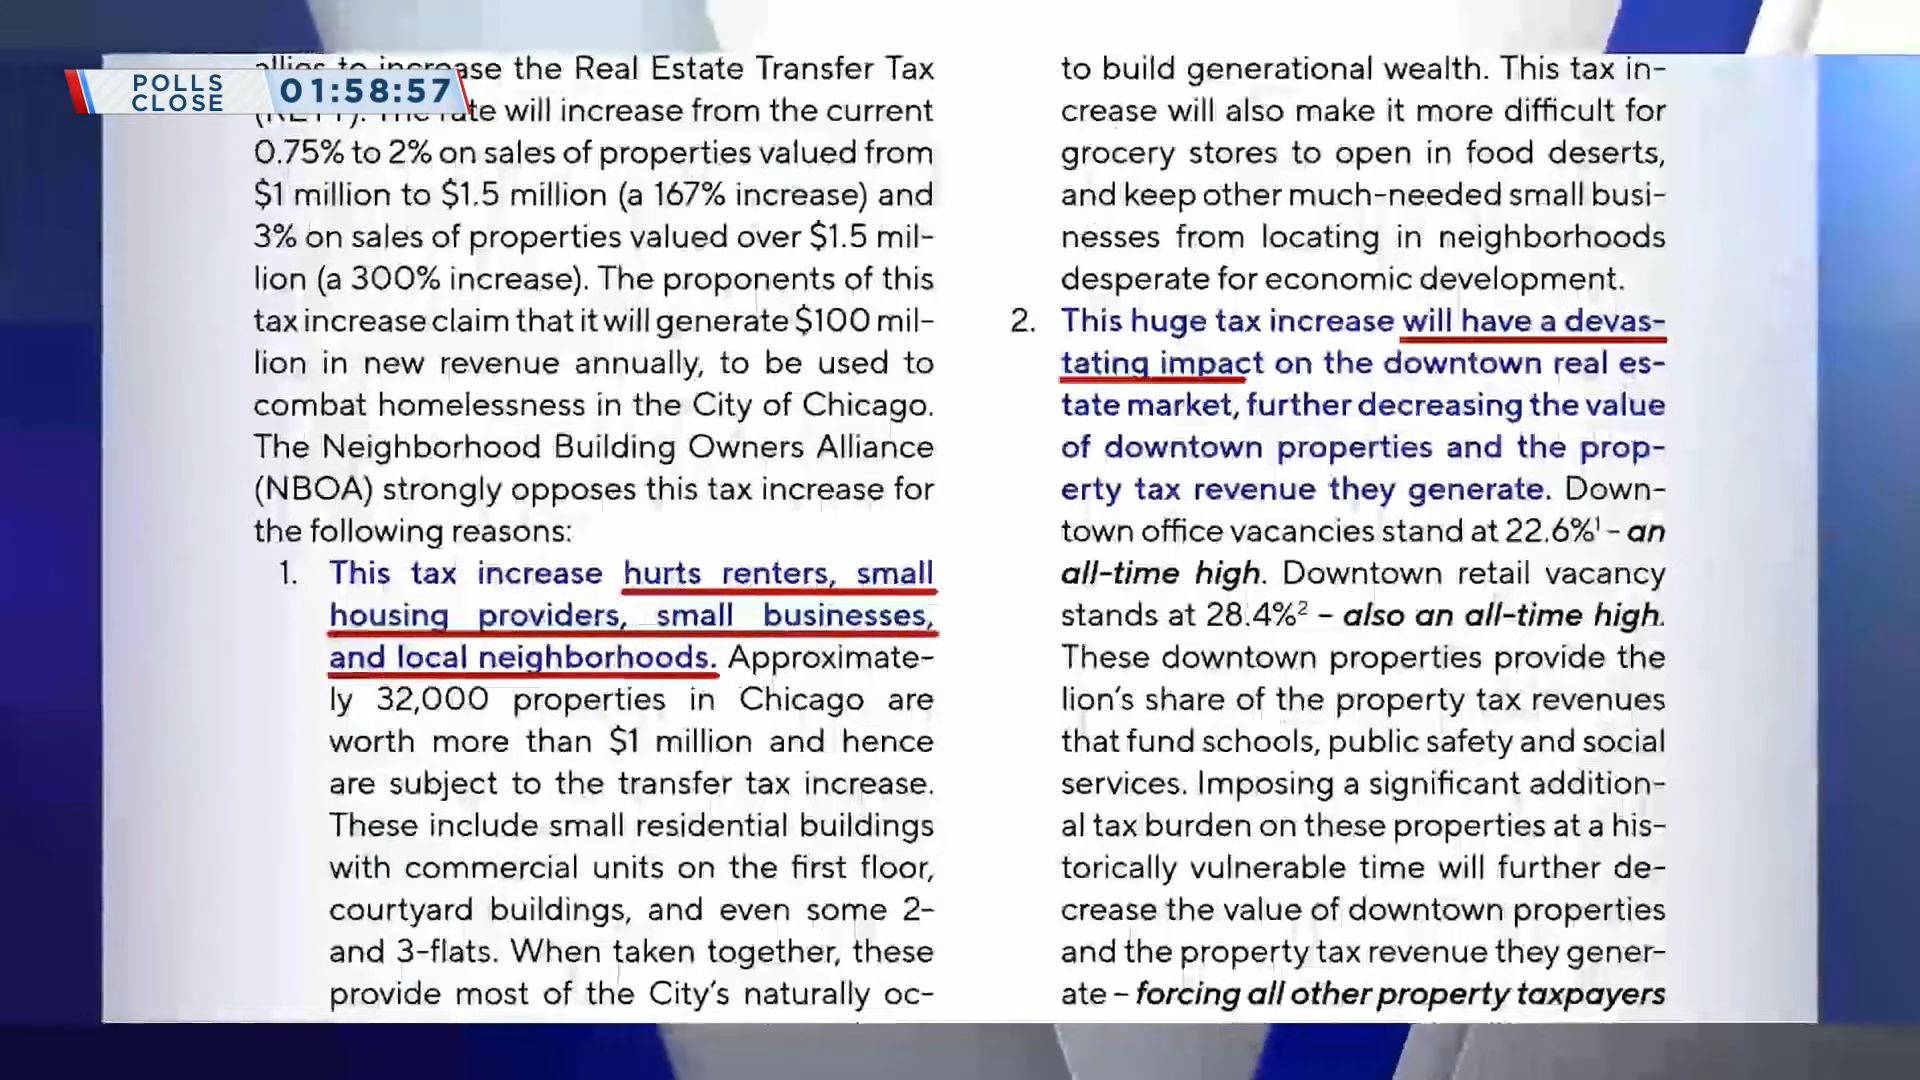 POLLS
CLOSE
01:58:57
allies to increase the Real Estate Transfer Tax
(RETT). The rate will increase from the current
0.75% to 2% on sales of properties valued from
$1 million to $1.5 million (a 167% increase) and
3% on sales of properties valued over $1.5 mil-
lion (a 300% increase). The proponents of this
tax increase claim that it will generate $100 mil-
lion in new revenue annually, to be used to
combat homelessness in the City of Chicago.
The Neighborhood Building Owners Alliance
(NBOA) strongly opposes this tax increase for
the following reasons:
1. This tax increase hurts renters, small
housing providers, small businesses,
and local neighborhoods. Approximate-
ly 32,000 properties in Chicago are
worth more than $1 million and hence
are subject to the transfer tax increase.
These include small residential buildings
with commercial units on the first floor,
courtyard buildings, and even some 2-
and 3-flats. When taken together, these
provide most of the City's naturally oc-
to build generational wealth. This tax in-
crease will also make it more difficult for
grocery stores to open in food deserts,
and keep other much-needed small busi-
nesses from locating in neighborhoods
desperate for economic development.
2. This huge tax increase will have a devas-
tating impact on the downtown real es-
tate market, further decreasing the value
of downtown properties and the prop-
erty tax revenue they generate. Down-
town office vacancies stand at 22.6%¹ – an
all-time high. Downtown retail vacancy
stands at 28.4%² – also an all-time high.
These downtown properties provide the
lion's share of the property tax revenues
that fund schools, public safety and social
services. Imposing a significant addition-
al tax burden on these properties at a his-
torically vulnerable time will further de-
crease the value of downtown properties
and the property tax revenue they gener-
ate – forcing all other property taxpayers